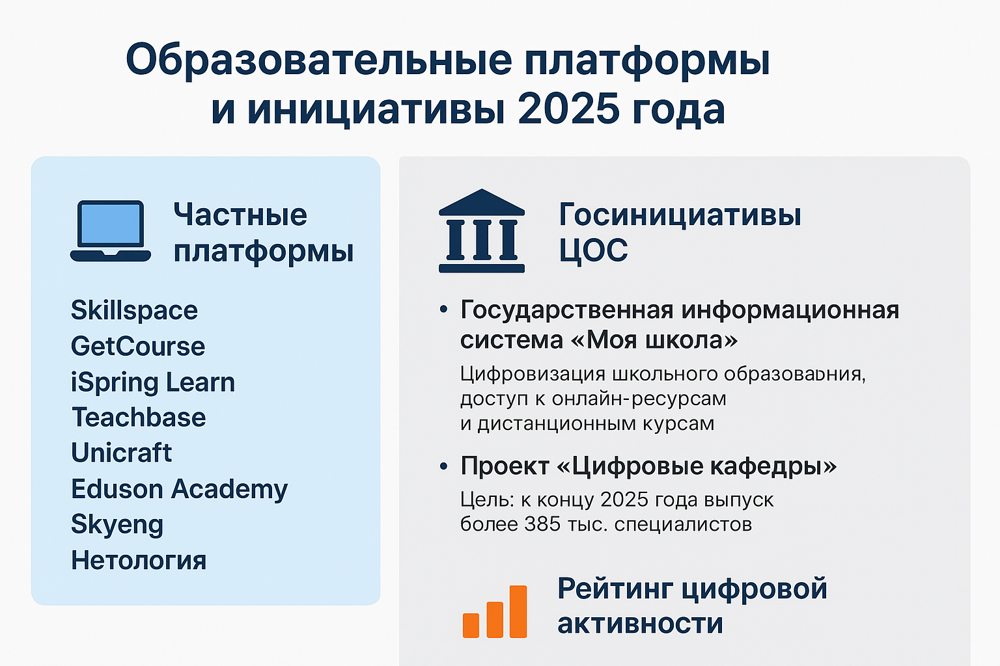 Образовательные платформы
и инициативы 2025 года
Частные
платформы
Skillspace
GetCourse
iSpring Learn
Teachbase
Unicraft
Eduson Academy
Skyeng
Нетология
Госинициативы
ЦОС
• Государственная информационная
система «Моя школа»
Цифровизация школьного образоваɒния,
доступ к онлайн-ресурсам
и дистанционным курсам
• Проект «Цифровые кафедры»
Цель: к концу 2025 года выпуск
более 385 тыс. специалистов
Рейтинг цифровой
активности